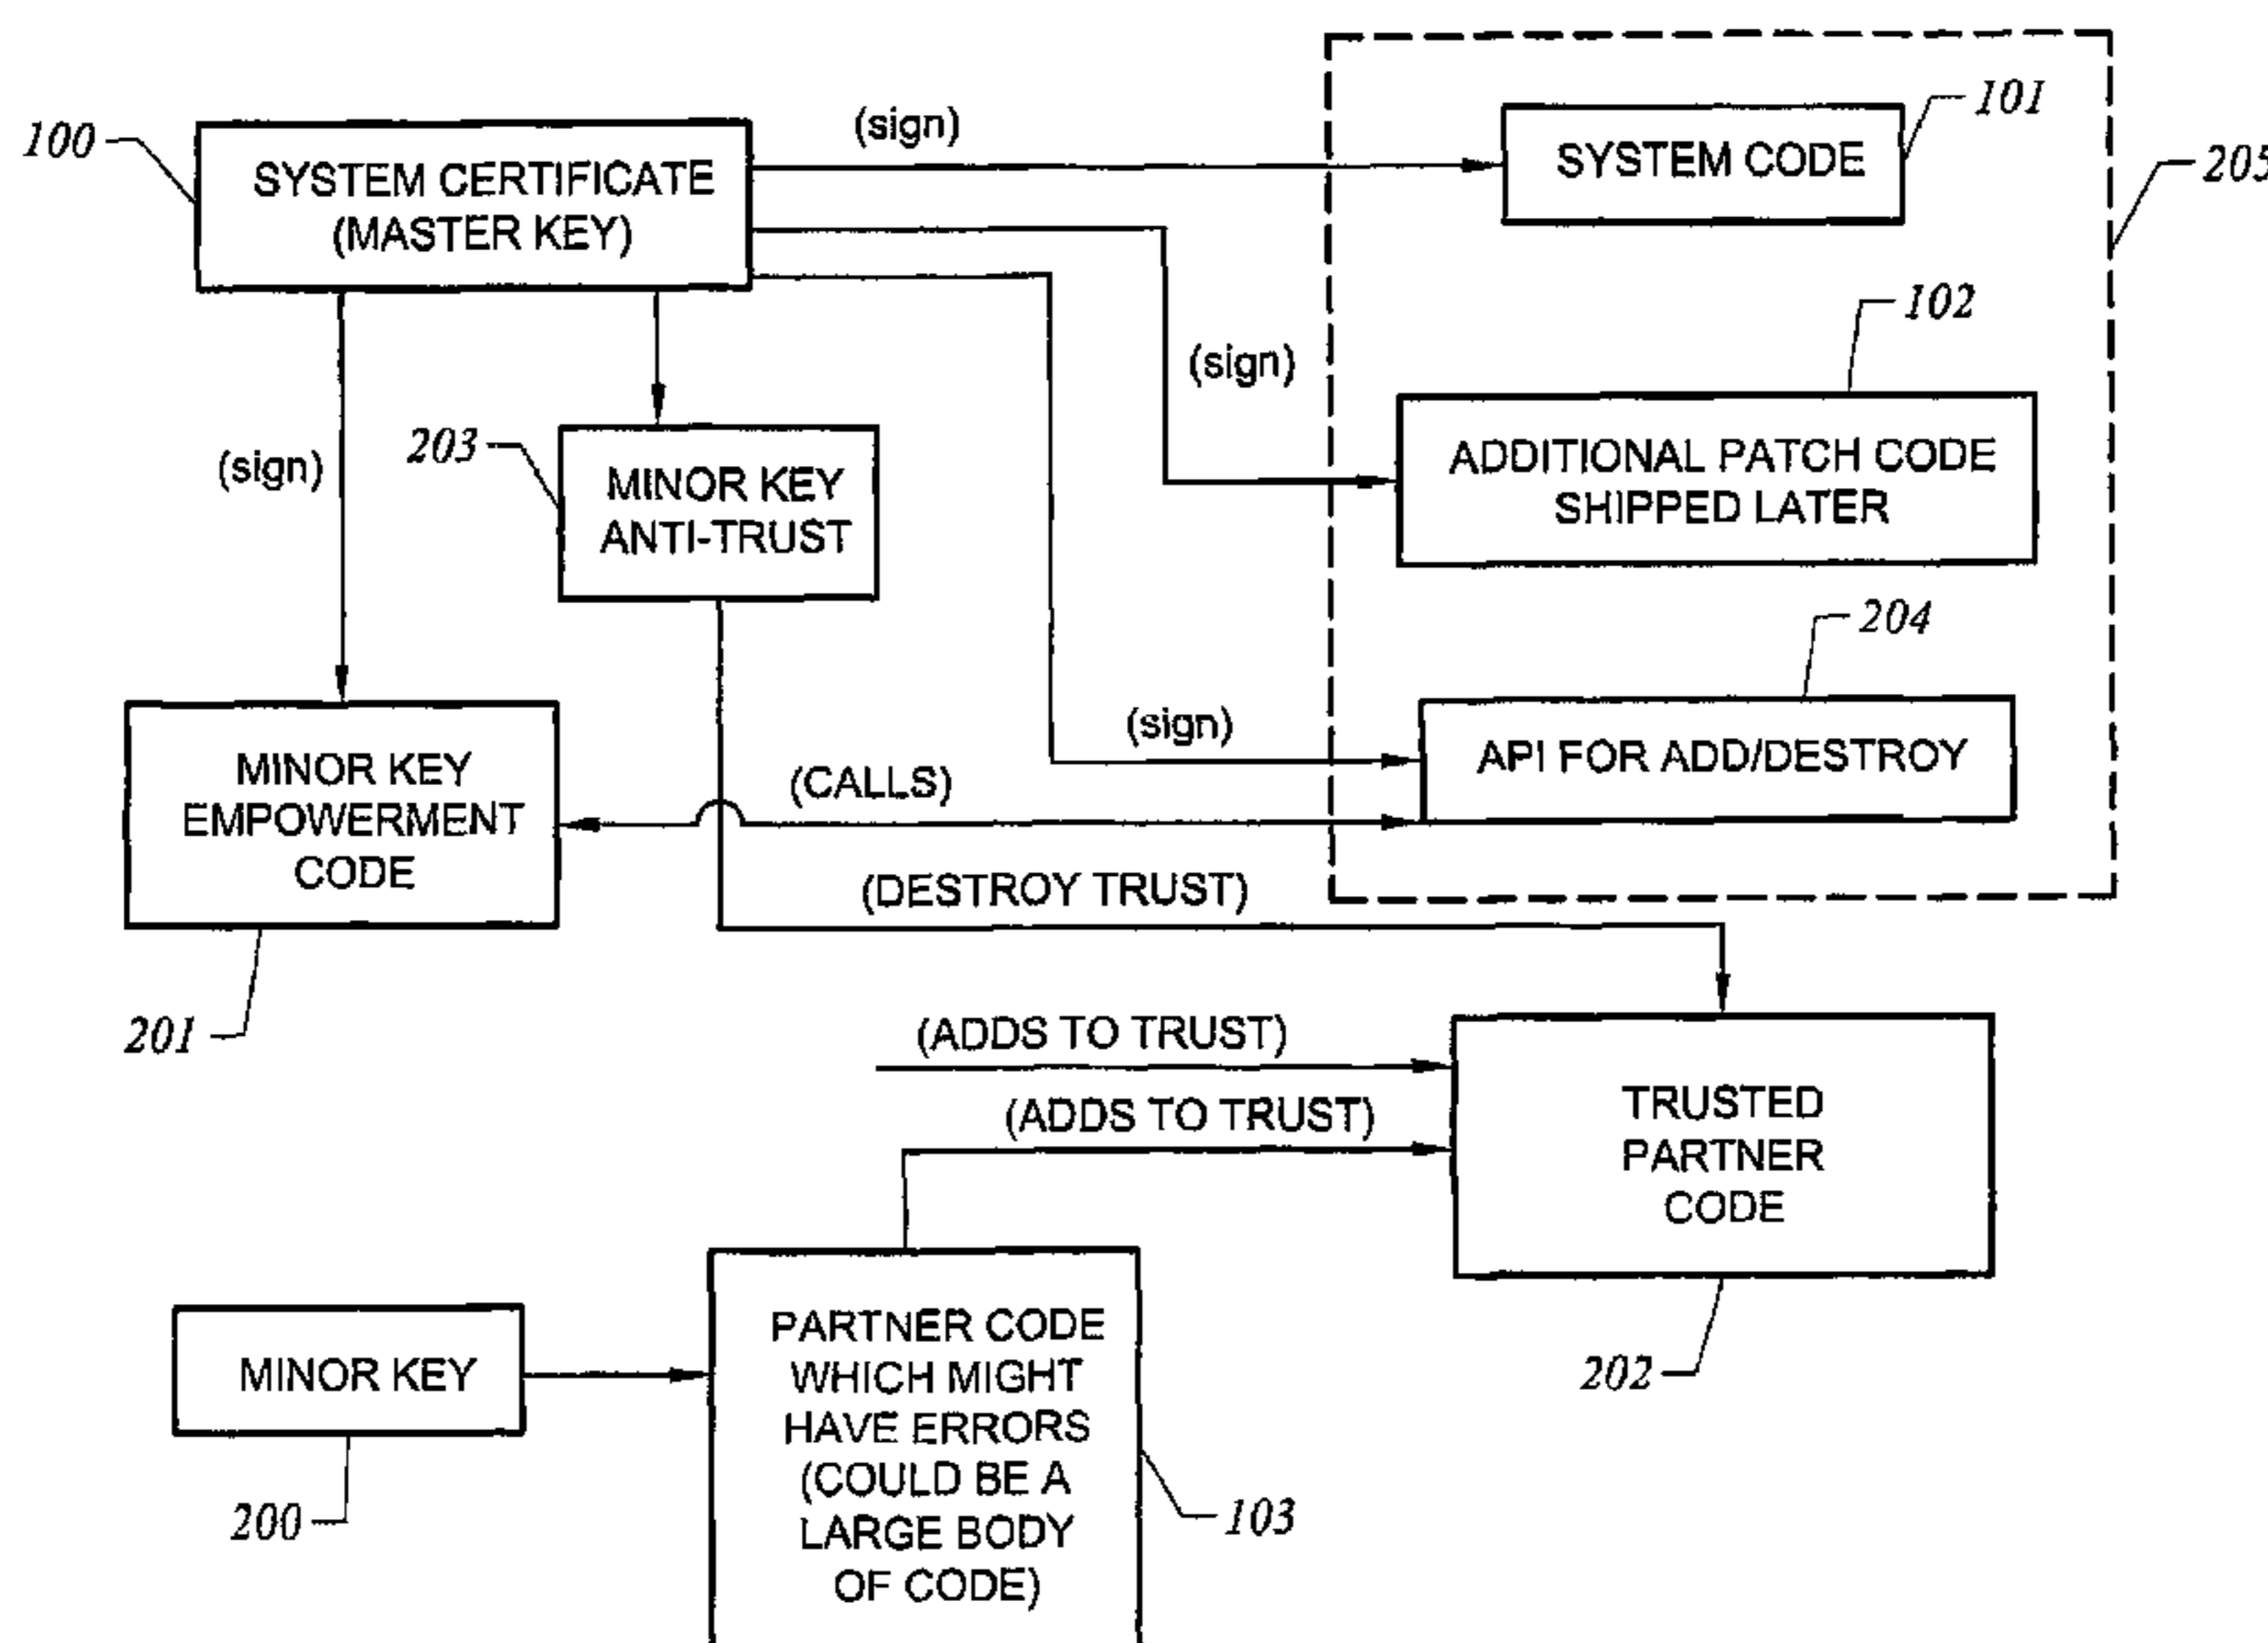 100
SYSTEM CERTIFICATE
(MASTER KEY)
(sign)
SYSTEM CODE
101
205
(sign)
102
ADDITIONAL PATCH CODE
SHIPPED LATER
(sign)
203
MINOR KEY
ANTI-TRUST
204
(sign)
API FOR ADD/DESTROY
MINOR KEY
EMPOWERMENT
CODE
(CALLS)
(DESTROY TRUST)
201
(ADDS TO TRUST)
(ADDS TO TRUST)
TRUSTED
PARTNER
CODE
202
MINOR KEY
200
PARTNER CODE
WHICH MIGHT
HAVE ERRORS
(COULD BE A
LARGE BODY
OF CODE)
103